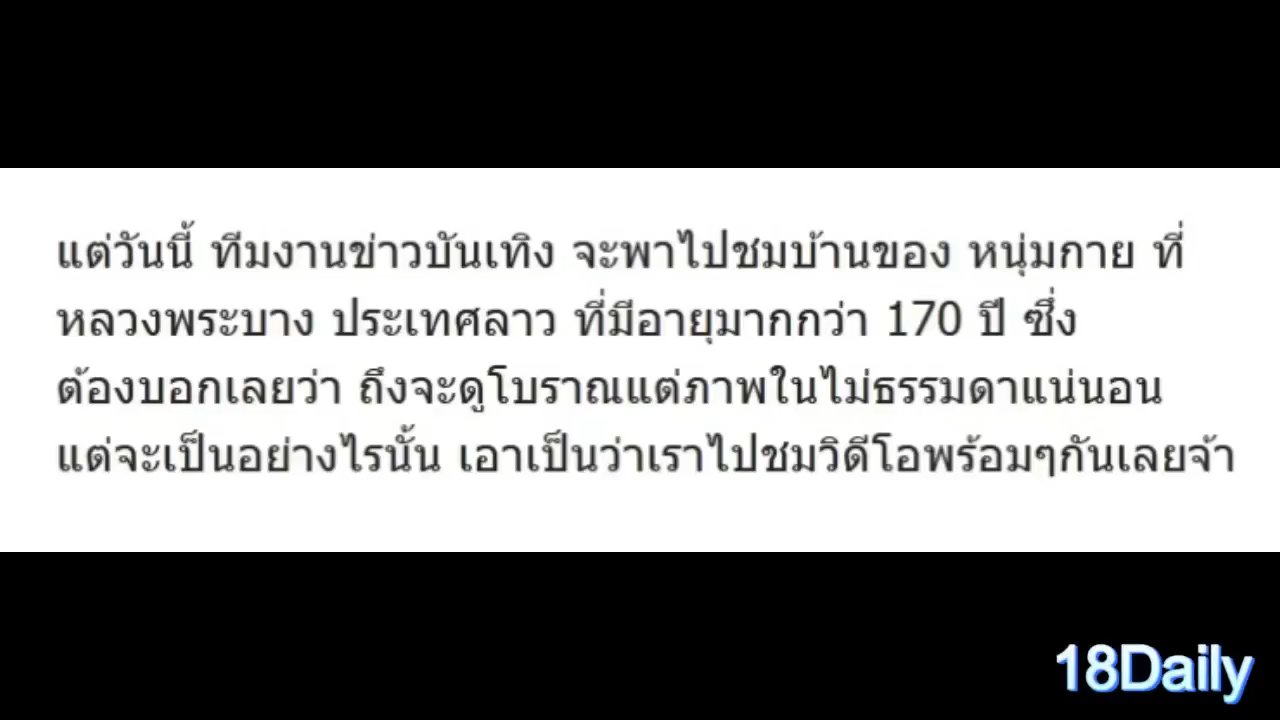 แต่วันนี้ ทีมงานข่าวบันเทิง จะพาไปชมบ้านของ หนุ่มกาย ที่
หลวงพระบาง ประเทศลาว ที่มีอายุมากกว่า 170 ปี ซึ่ง
ต้องบอกเลยว่า ถึงจะดูโบราณแต่ภาพในไม่ธรรมดาแน่นอน
แต่จะเป็นอย่างไรนั้น เอาเป็นว่าเราไปชมวิดีโอพร้อมๆกันเลยจ้า
18Daily